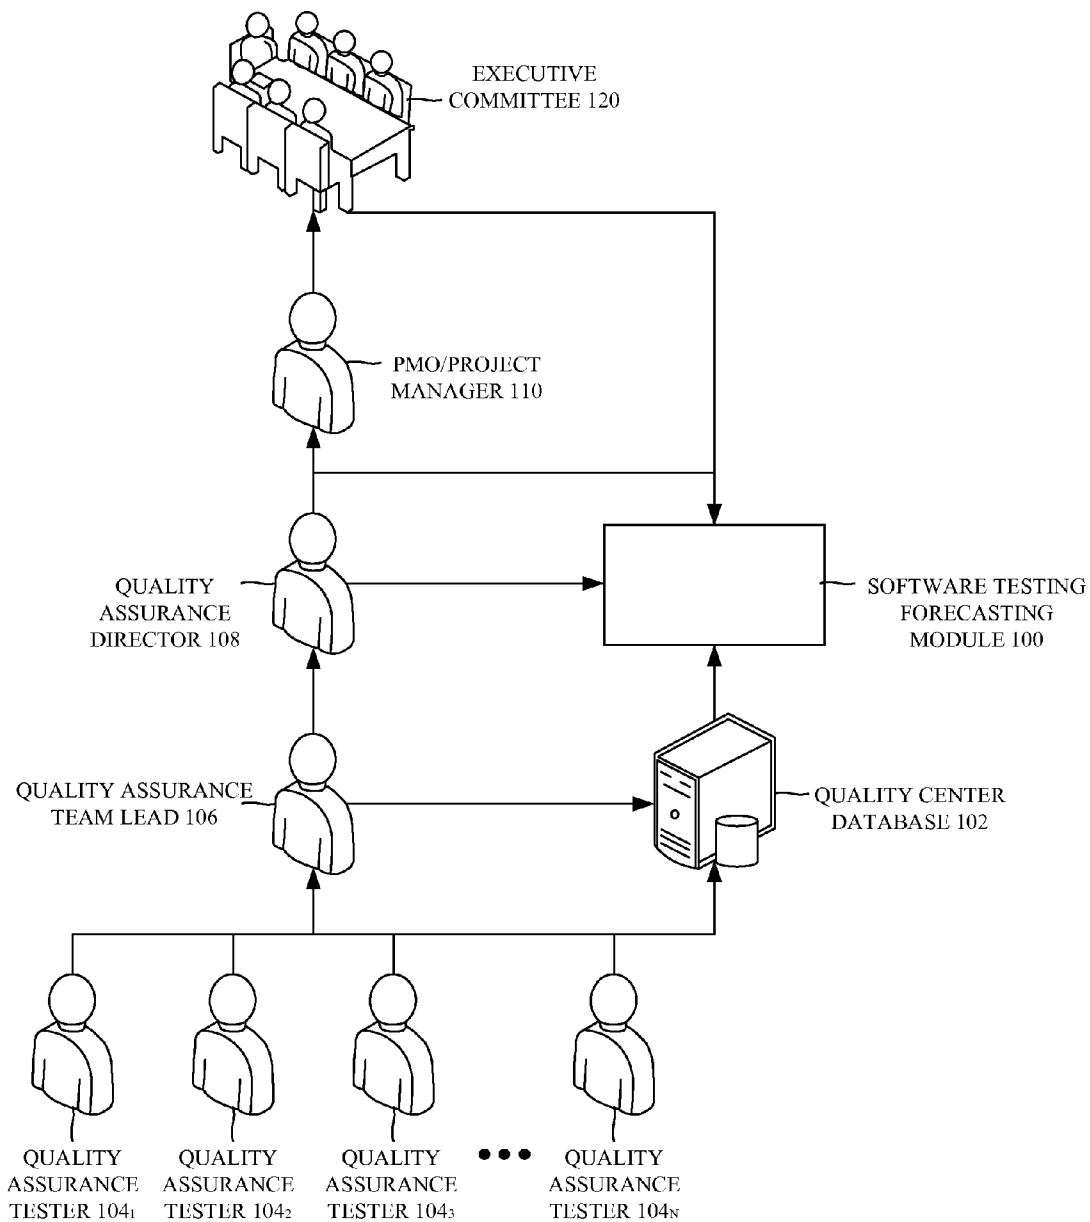 EXECUTIVE
COMMITTEE 120
PMO/PROJECT
MANAGER 110
QUALITY
ASSURANCE
DIRECTOR 108
SOFTWARE TESTING
FORECASTING
MODULE 100
QUALITY ASSURANCE
TEAM LEAD 106
QUALITY CENTER
DATABASE 102
QUALITY
ASSURANCE
TESTER 104₁
QUALITY
ASSURANCE
TESTER 104₂
QUALITY
ASSURANCE
TESTER 104₃
QUALITY
ASSURANCE
TESTER 104N